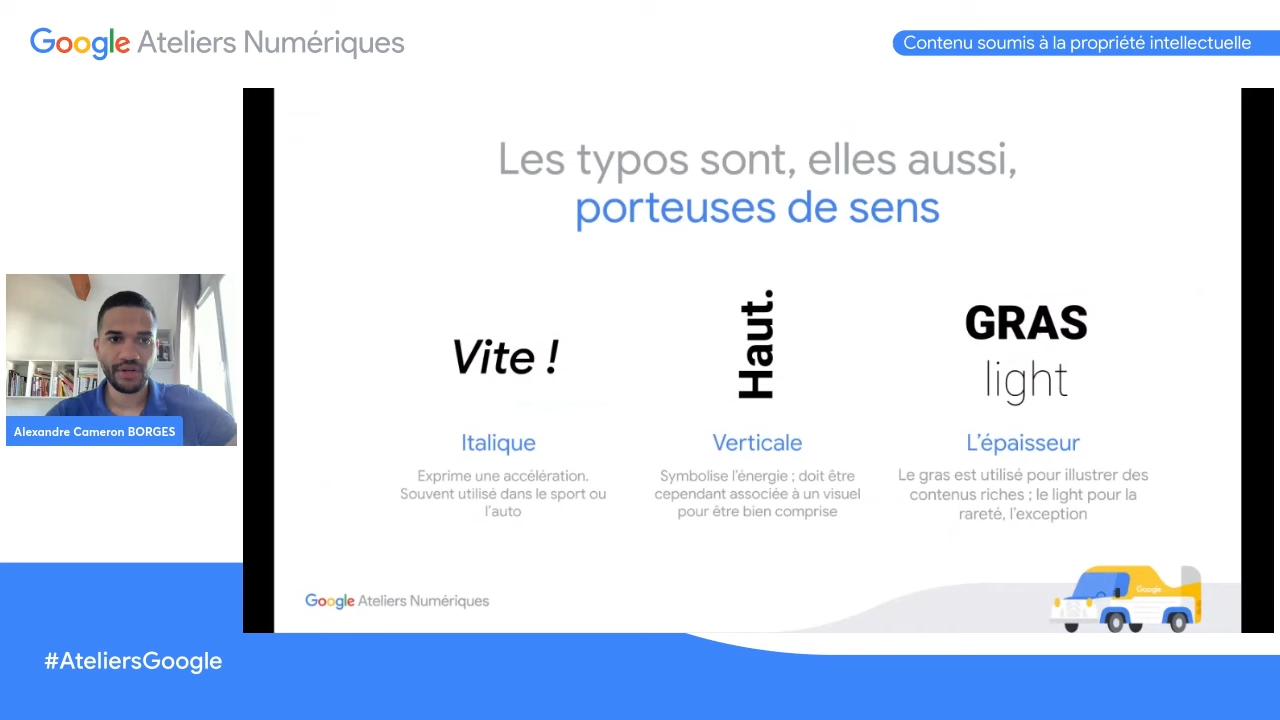 Google Ateliers Numériques
Contenu soumis à la propriété intellectuelle
Les typos sont, elles aussi,
porteuses de sens
Vite !
Italique
Exprime une accélération.
Souvent utilisé dans le sport ou
l'auto
Haut.
Verticale
Symbolise l'énergie ; doit être
cependant associée à un visuel
pour être bien comprise
GRAS
light
L'épaisseur
Le gras est utilisé pour illustrer des
contenus riches ; le light pour la
rareté, l'exception
Alexandre Cameron BORGES
Google Ateliers Numériques
Google
#AteliersGoogle